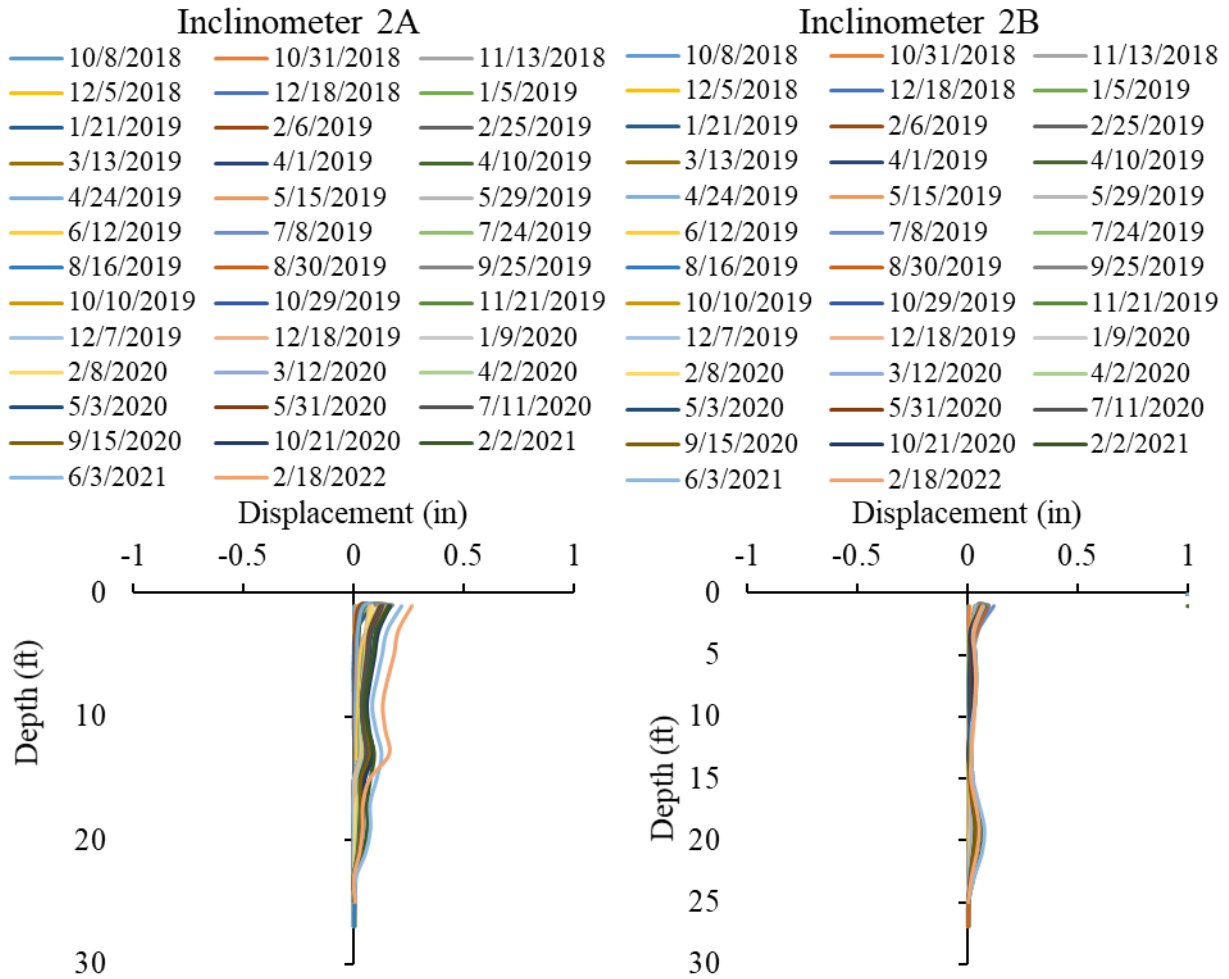 Inclinometer 2A
10/8/2018 10/31/2018 11/13/2018
12/5/2018 12/18/2018 1/5/2019
1/21/2019 2/6/2019 2/25/2019
3/13/2019 4/1/2019 4/10/2019
4/24/2019 5/15/2019 5/29/2019
6/12/2019 7/8/2019 7/24/2019
8/16/2019 8/30/2019 9/25/2019
10/10/2019 10/29/2019 11/21/2019
12/7/2019 12/18/2019 1/9/2020
2/8/2020 3/12/2020 4/2/2020
5/3/2020 5/31/2020 7/11/2020
9/15/2020 10/21/2020 2/2/2021
6/3/2021 2/18/2022
Displacement (in)
-1 -0.5 0 0.5 1
Depth (ft)
0
10
20
30
Inclinometer 2B
10/8/2018 10/31/2018 11/13/2018
12/5/2018 12/18/2018 1/5/2019
1/21/2019 2/6/2019 2/25/2019
3/13/2019 4/1/2019 4/10/2019
4/24/2019 5/15/2019 5/29/2019
6/12/2019 7/8/2019 7/24/2019
8/16/2019 8/30/2019 9/25/2019
10/10/2019 10/29/2019 11/21/2019
12/7/2019 12/18/2019 1/9/2020
2/8/2020 3/12/2020 4/2/2020
5/3/2020 5/31/2020 7/11/2020
9/15/2020 10/21/2020 2/2/2021
6/3/2021 2/18/2022
Displacement (in)
-1 -0.5 0 0.5 1
Depth (ft)
0
5
10
15
20
25
30